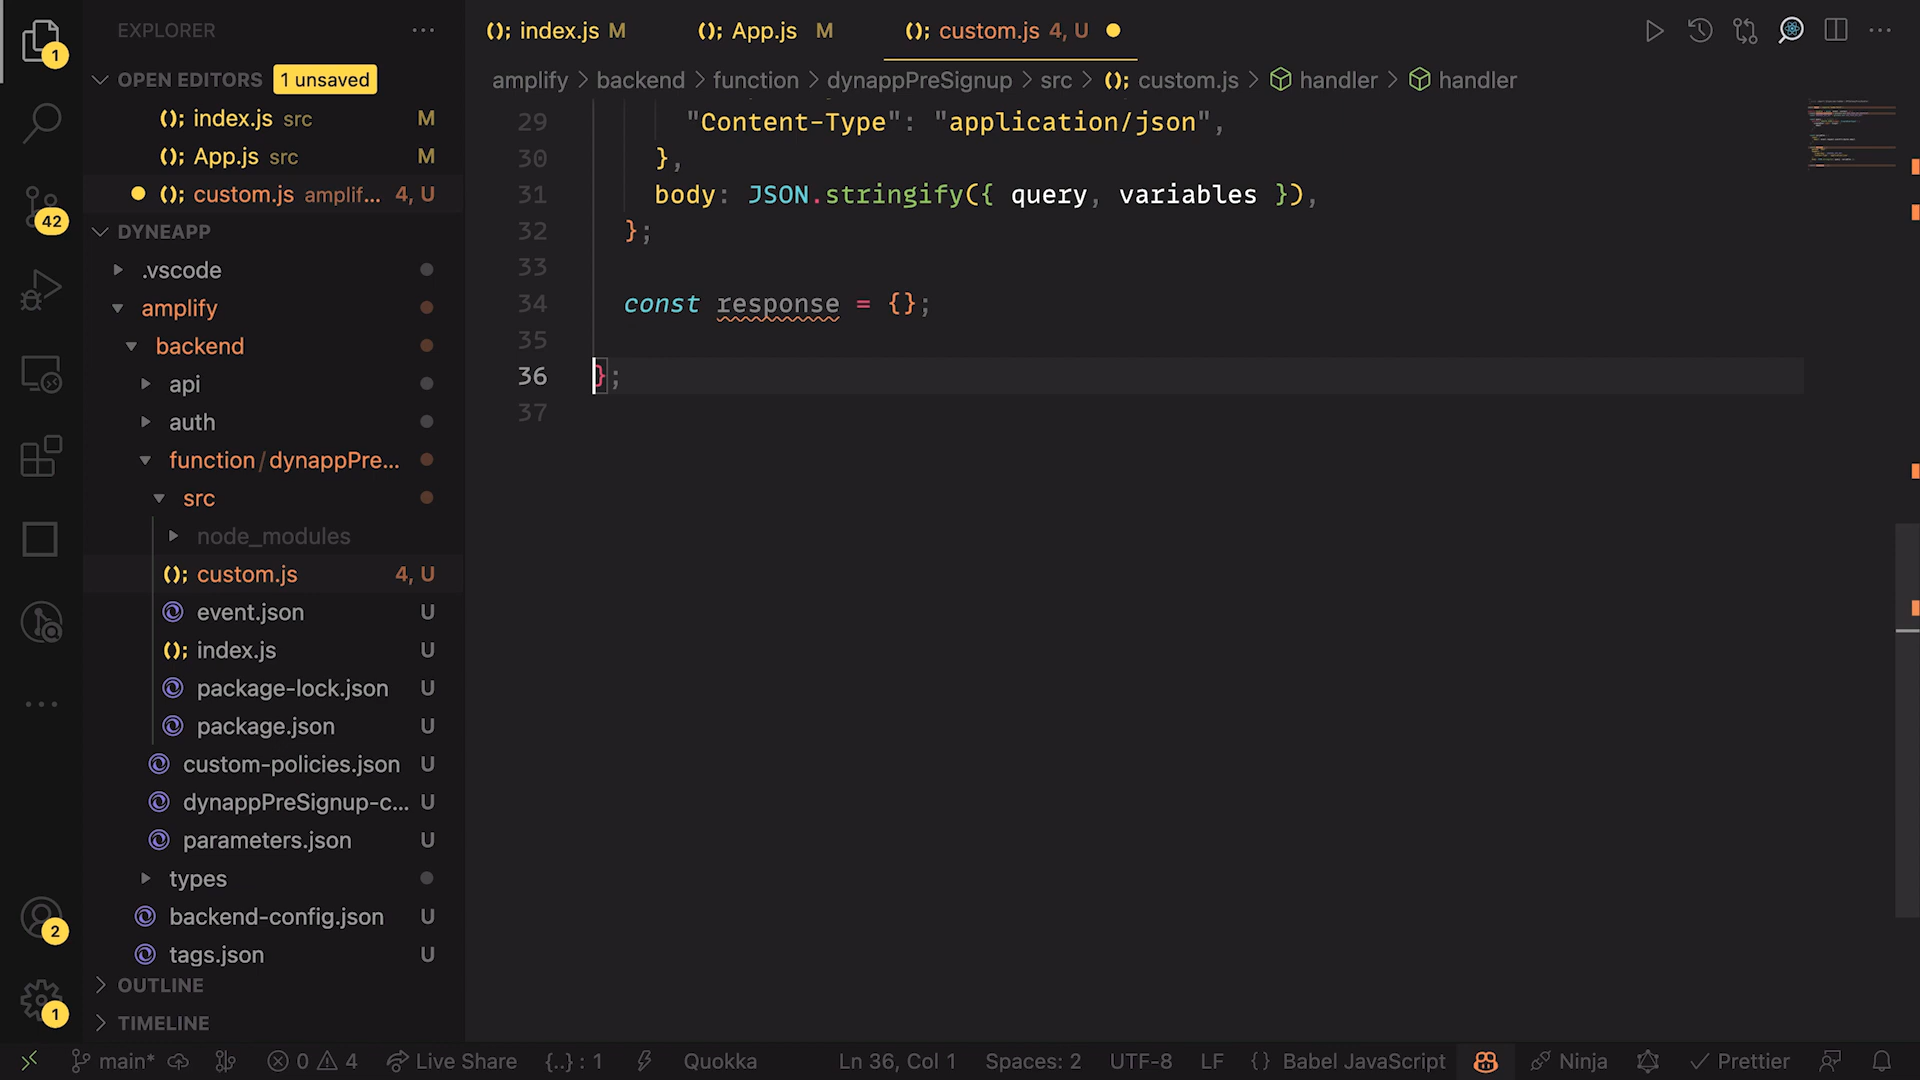 EXPLORER
OPEN EDITORS 1 unsaved
index.js src M
App.js src M
custom.js amplif... 4, U
DYNEAPP
.vscode
amplify
backend
api
auth
function/dynappPre...
src
node_modules
custom.js 4, U
event.json U
index.js U
package-lock.json U
package.json U
custom-policies.json U
dynappPreSignup-c... U
parameters.json U
types
backend-config.json U
tags.json U
OUTLINE
TIMELINE
1
42
2
1
index.js M App.js M custom.js 4, U
amplify > backend > function > dynappPreSignup > src > custom.js > handler > handler
29 "Content-Type": "application/json",
30 },
31 body: JSON.stringify({ query, variables }),
32 };
33
34 const response = {};
35
36 };
37
main* 0 4 Live Share {..} : 1 Quokka Ln 36, Col 1 Spaces: 2 UTF-8 LF {} Babel JavaScript Ninja Prettier